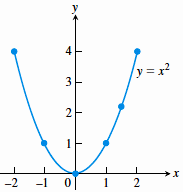 y
4
y = x²
3
2
1
–2 –1 0 1 2 x